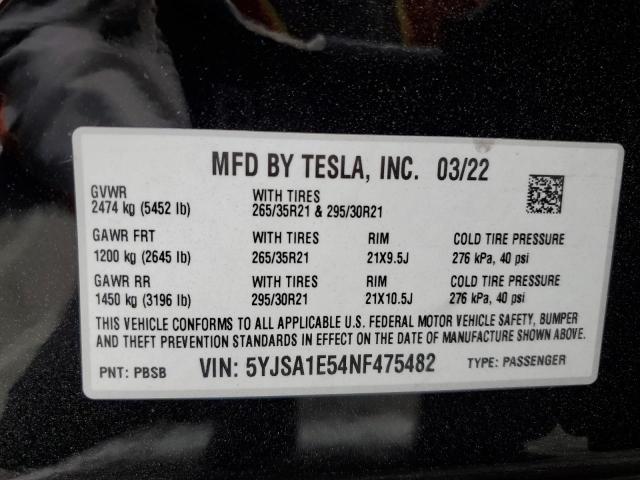 MFD BY TESLA, INC. 03/22
GVWR WITH TIRES
2474 kg (5452 lb) 265/35R21 & 295/30R21
GAWR FRT WITH TIRES RIM COLD TIRE PRESSURE
1200 kg (2645 lb) 265/35R21 21X9.5J 276 kPa, 40 psi
GAWR RR WITH TIRES RIM COLD TIRE PRESSURE
1450 kg (3196 lb) 295/30R21 21X10.5J 276 kPa, 40 psi
THIS VEHICLE CONFORMS TO ALL APPLICABLE U.S. FEDERAL MOTOR VEHICLE SAFETY, BUMPER
AND THEFT PREVENTION STANDARDS IN EFFECT ON THE DATE OF MANUFACTURE SHOWN ABOVE.
PNT: PBSB VIN: 5YJSA1E54NF475482 TYPE: PASSENGER